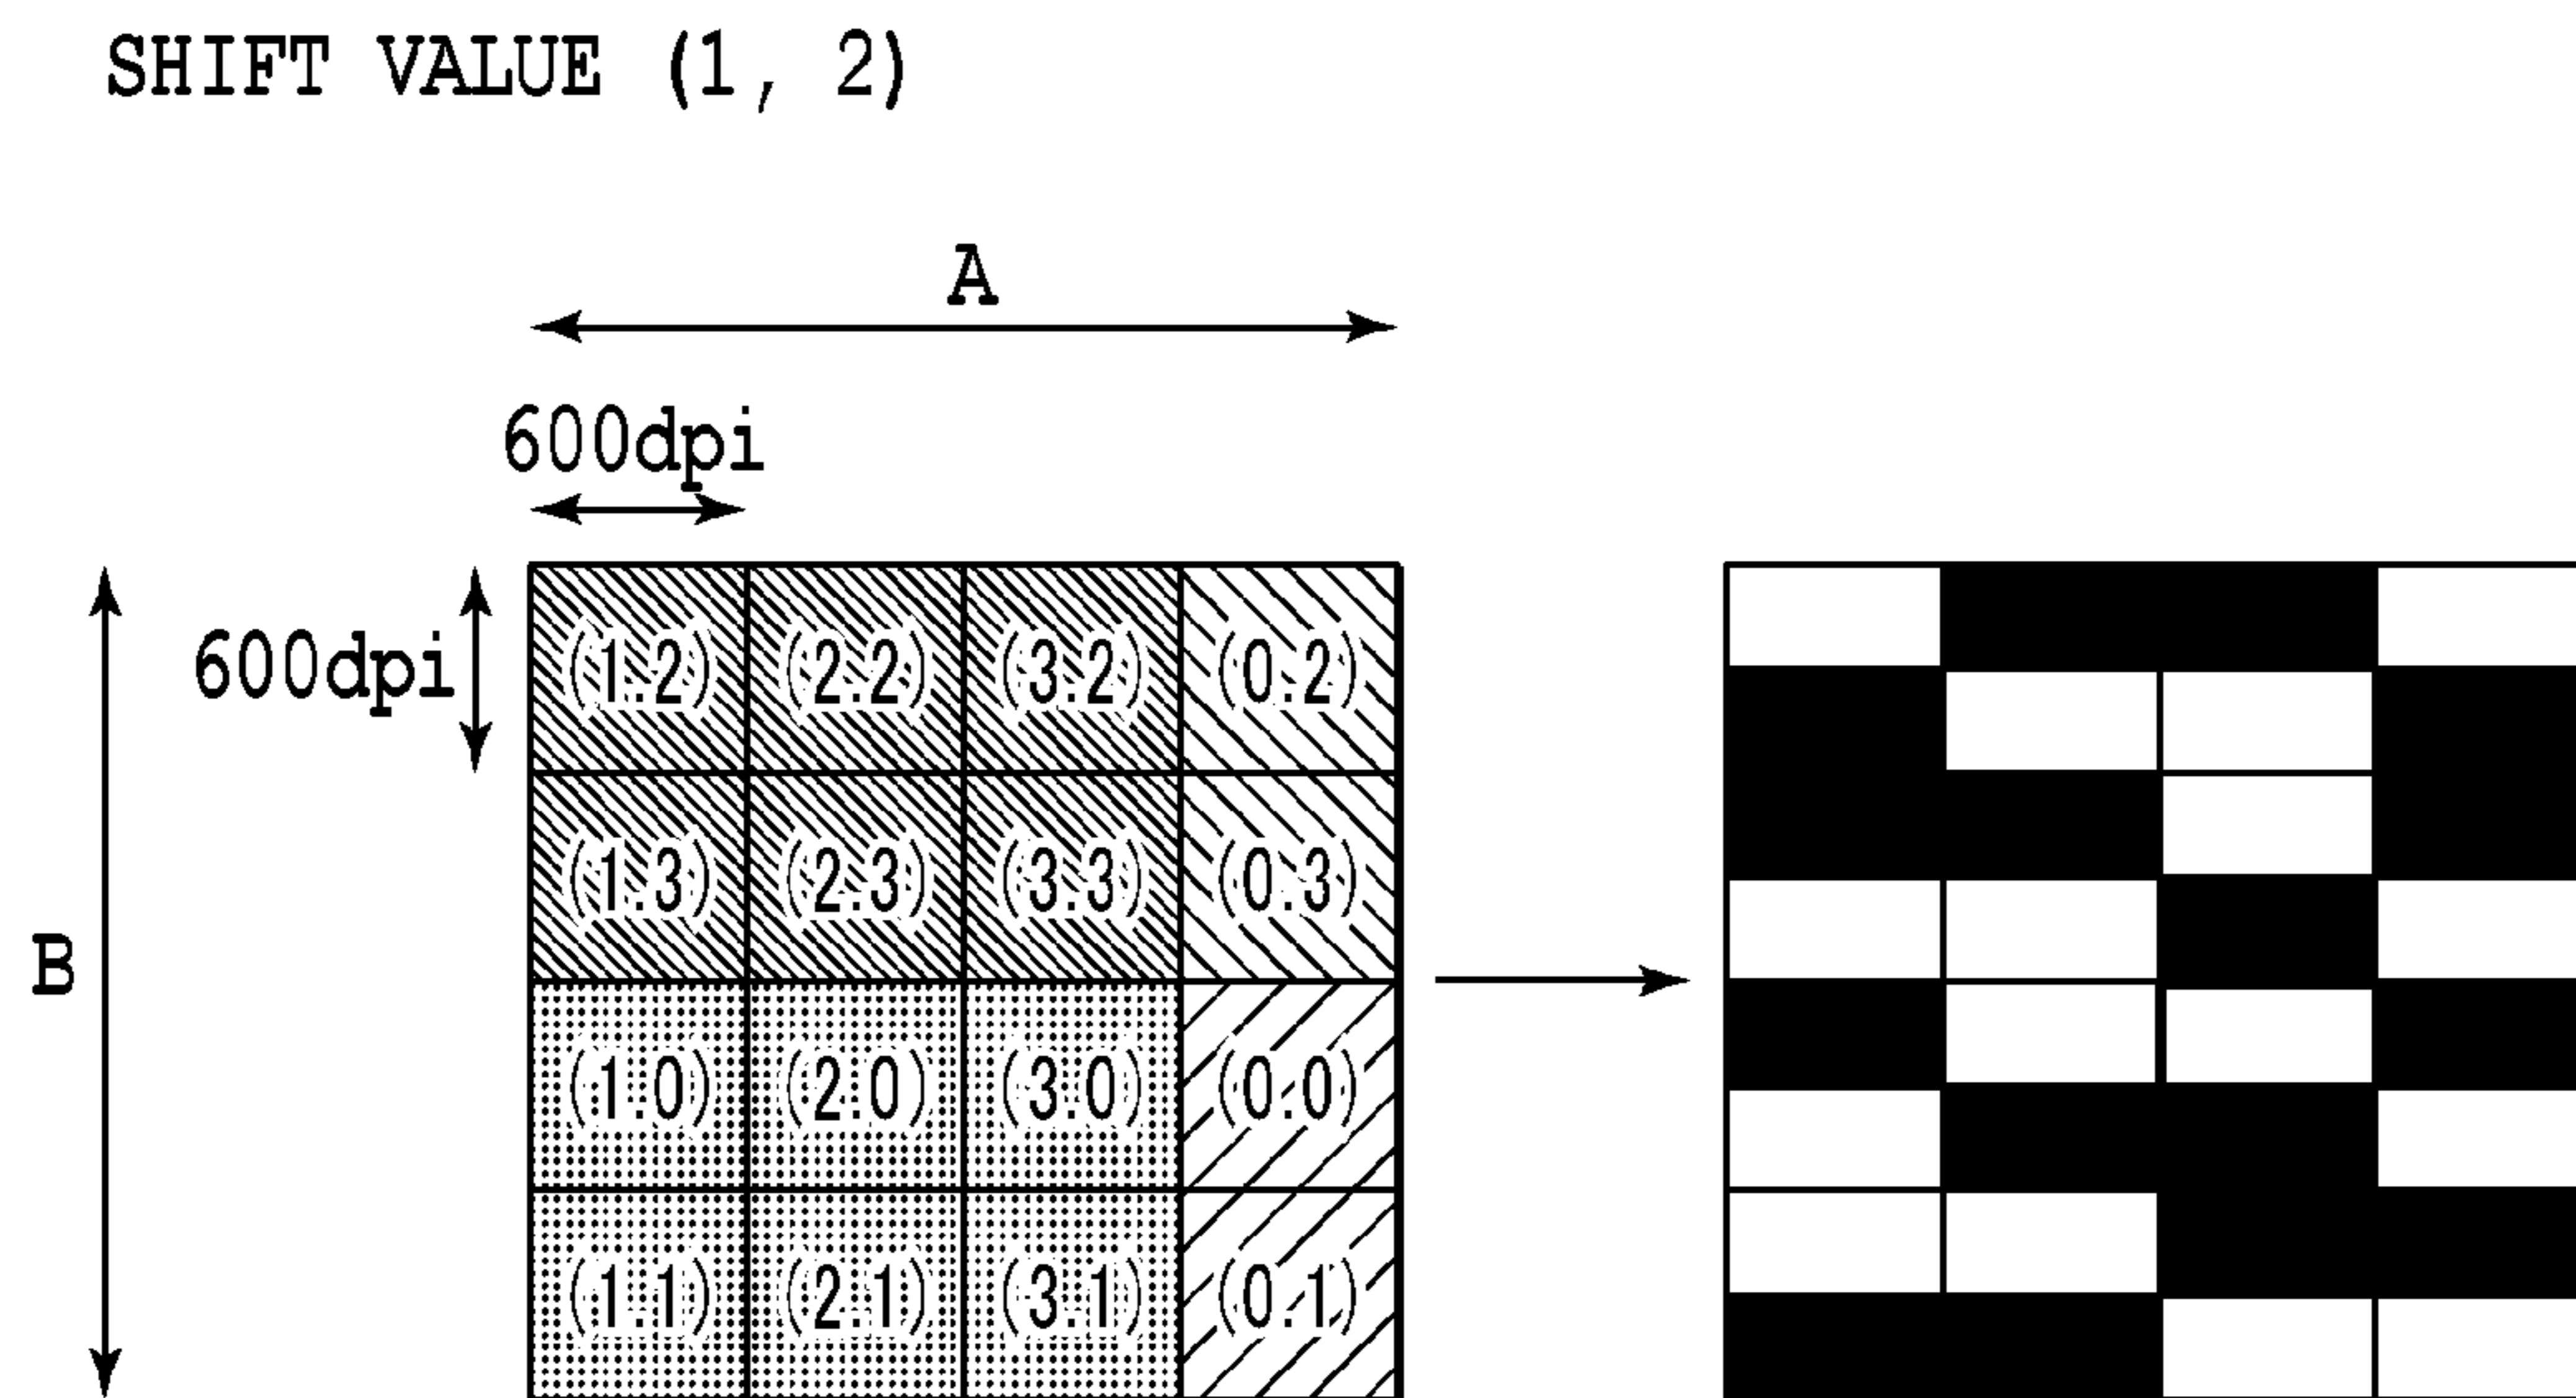 SHIFT VALUE (1, 2)
A
600dpi
600dpi
(1.2) (2.2) (3.2) (0.2)
(1.3) (2.3) (3.3) (0.3)
B
(1.0) (2.0) (3.0) (0.0)
(1.1) (2.1) (3.1) (0.1)